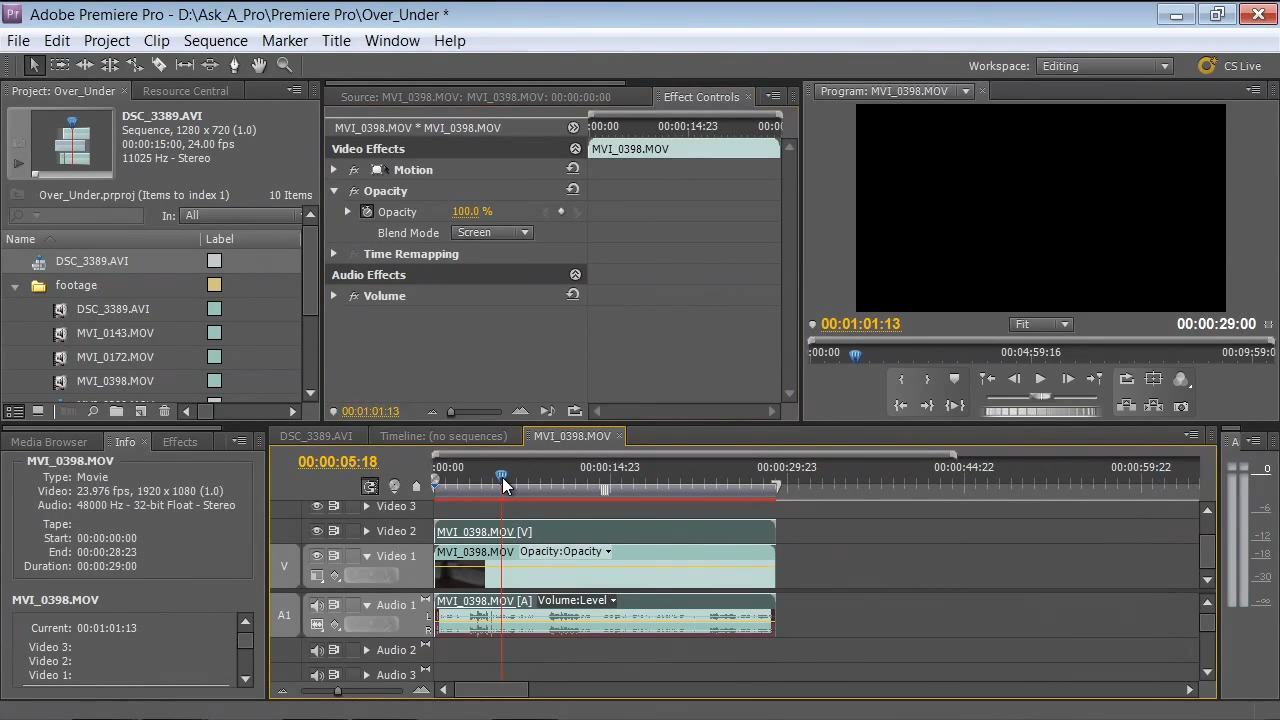 Adobe Premiere Pro - D:\Ask_A_Pro\Premiere Pro\Over_Under *
File Edit Project Clip Sequence Marker Title Window Help
Workspace: Editing CS Live
Project: Over_Under × Resource Central
DSC_3389.AVI
Sequence, 1280 x 720 (1.0)
00:00:15:00, 24.00 fps
11025 Hz - Stereo
Over_Under.prproj (Items to index 1) 10 Items
In: All
Name Label
DSC_3389.AVI
footage
DSC_3389.AVI
MVI_0143.MOV
MVI_0172.MOV
MVI_0398.MOV
Source: MVI_0398.MOV: MVI_0398.MOV: 00:00:00:00 Effect Controls ×
MVI_0398.MOV * MVI_0398.MOV :00:00 00:00:14:23 00:0
Video Effects MVI_0398.MOV
fx Motion
fx Opacity
Opacity 100.0 %
Blend Mode Screen
fx Time Remapping
Audio Effects
fx Volume
00:01:01:13
Program: MVI_0398.MOV ×
00:01:01:13 Fit 00:00:29:00
:00:00 00:04:59:16 00:09:59:0
Media Browser Info × Effects
MVI_0398.MOV
Type: Movie
Video: 23.976 fps, 1920 x 1080 (1.0)
Audio: 48000 Hz - 32-bit Float - Stereo
Tape:
Start: 00:00:00:00
End: 00:00:28:23
Duration: 00:00:29:00
MVI_0398.MOV
Current: 00:01:01:13
Video 3:
Video 2:
Video 1:
DSC_3389.AVI Timeline: (no sequences) MVI_0398.MOV ×
00:00:05:18 :00:00 00:00:14:23 00:00:29:23 00:00:44:22 00:00:59:22
Video 3
Video 2 MVI_0398.MOV [V]
V Video 1 MVI_0398.MOV Opacity:Opacity
A1 Audio 1 L R MVI_0398.MOV [A] Volume:Level
Audio 2
Audio 3
A
0
-6
-12
-18